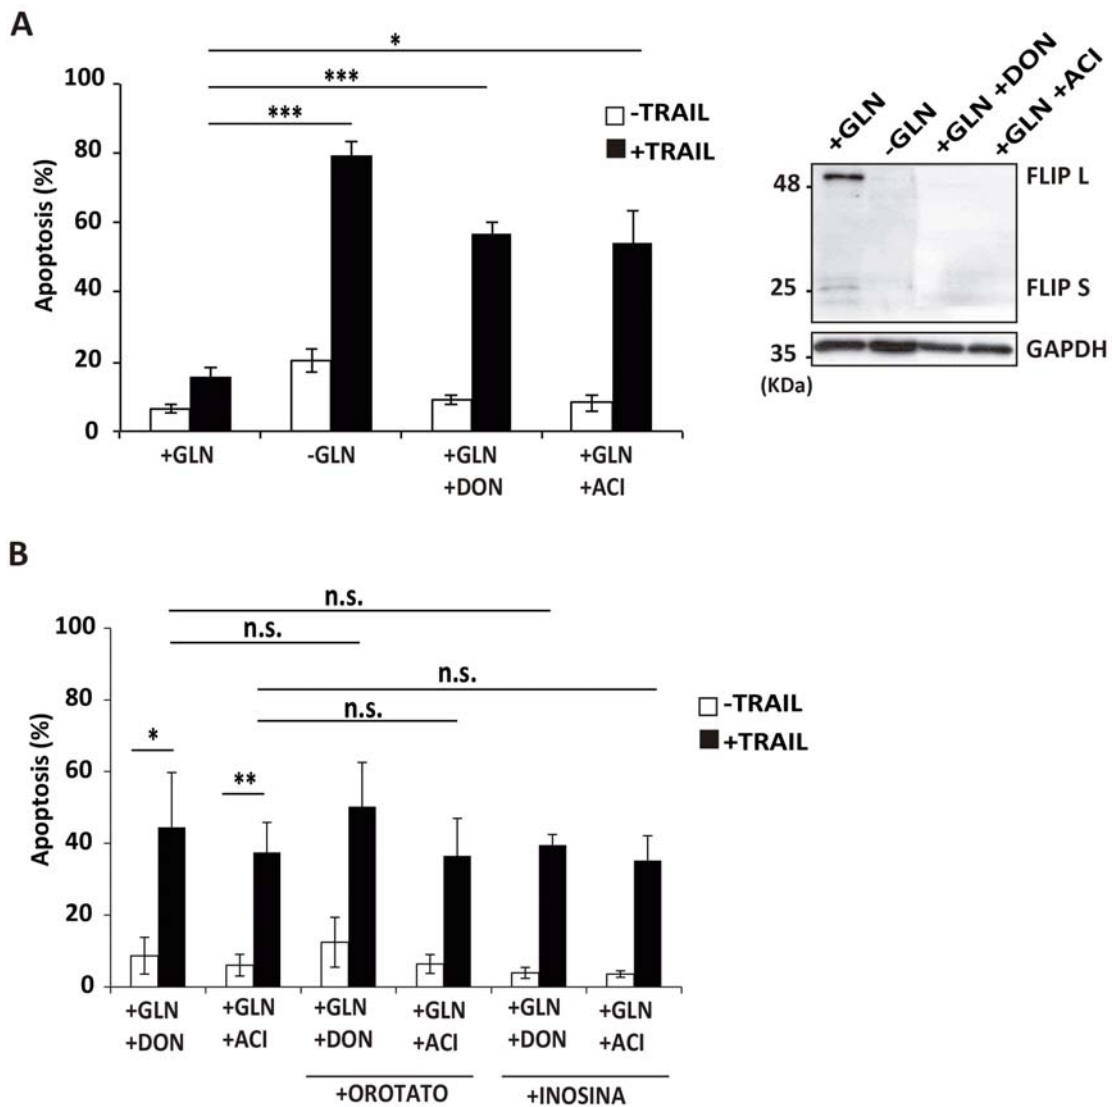 A
*
***
***
100
80
60
40
20
0
Apoptosis (%)
-TRAIL
+TRAIL
+GLN
-GLN
+GLN
+DON
+GLN
+ACI
+GLN
-GLN
+GLN +DON
+GLN +ACI
48
25
35
(KDa)
FLIP L
FLIP S
GAPDH
B
n.s.
n.s.
n.s.
n.s.
*
**
100
80
60
40
20
0
Apoptosis (%)
-TRAIL
+TRAIL
+GLN
+DON
+GLN
+ACI
+GLN
+DON
+GLN
+ACI
+GLN
+DON
+GLN
+ACI
+OROTATO
+INOSINA